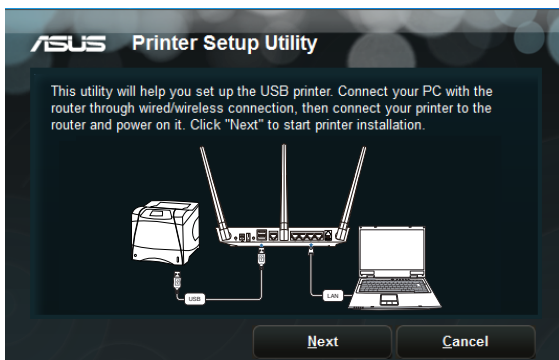 ASUS Printer Setup Utility
This utility will help you set up the USB printer. Connect your PC with the
router through wired/wireless connection, then connect your printer to the
router and power on it. Click "Next" to start printer installation.
USB
LAN
Next
Cancel